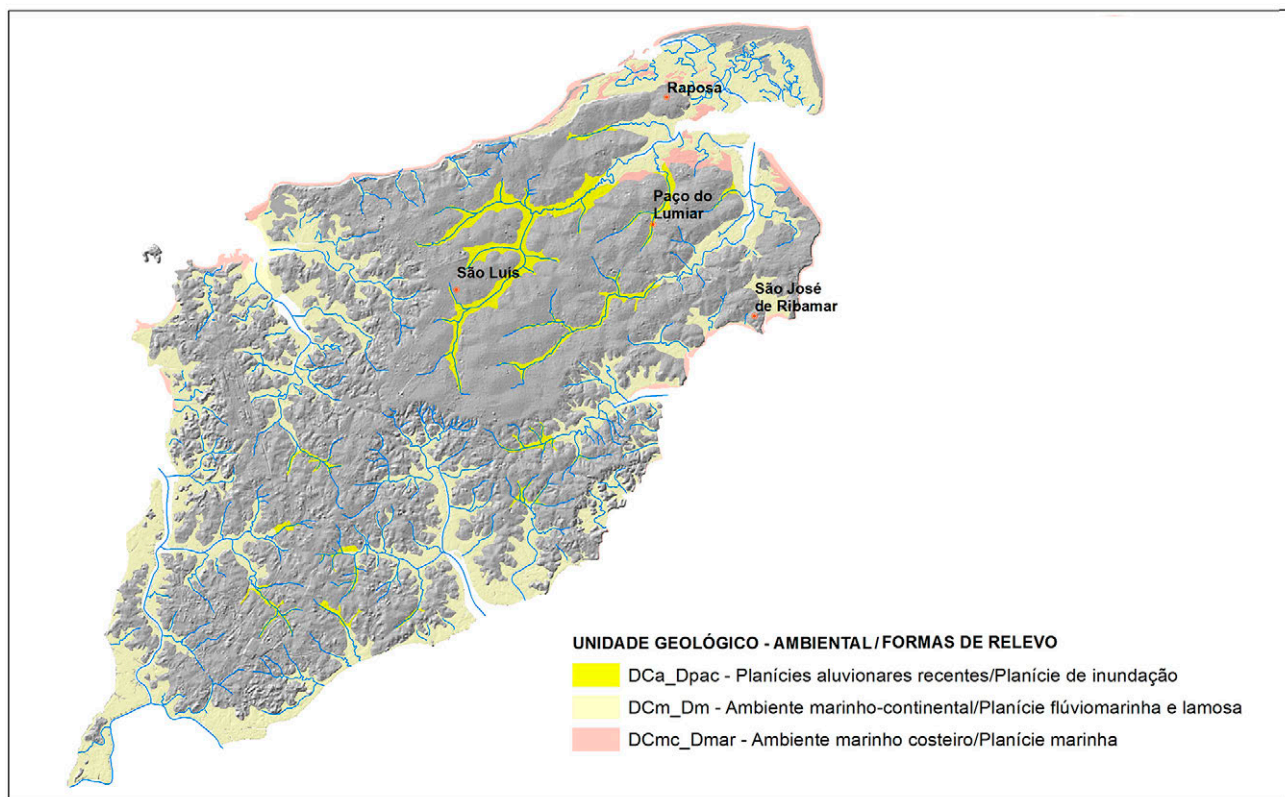 Raposa
Paço do
Lumiar
São Luís
São José
de Ribamar
UNIDADE GEOLÓGICO - AMBIENTAL / FORMAS DE RELEVO
DCa_Dpac - Planícies aluvionares recentes/Planície de inundação
DCm_Dm - Ambiente marinho-continental/Planície flúviomarinha e lamosa
DCmc_Dmar - Ambiente marinho costeiro/Planície marinha